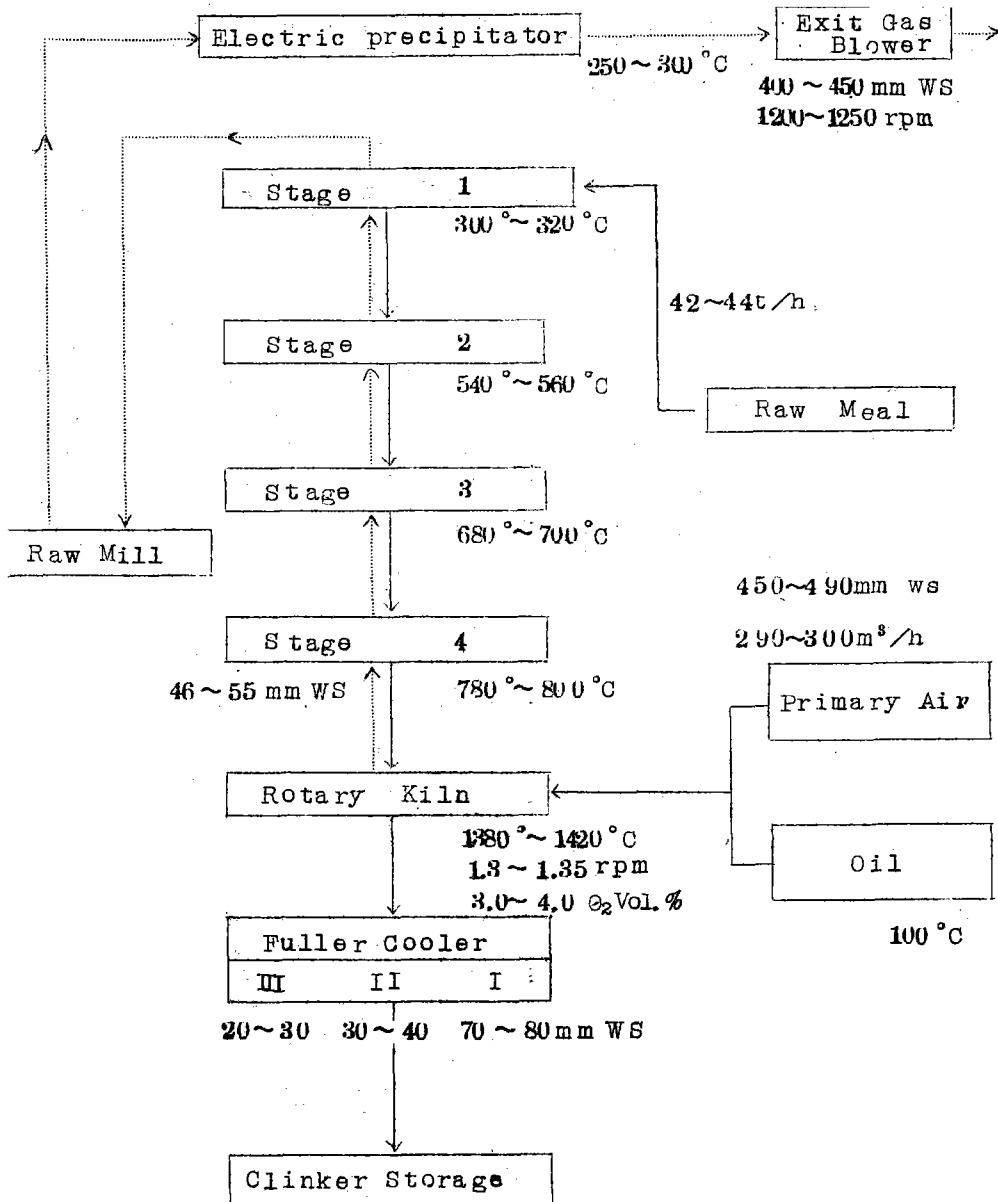 Electric precipitator
Exit Gas
Blower
250~300 °C
400 ~ 450 mm WS
1200~1250 rpm
Stage 1
300 °~ 320 °C
42~44t/h
Stage 2
540 °~ 560 °C
Raw Meal
Stage 3
680 °~ 700 °C
Raw Mill
450~490mm ws
290~300m³/h
Stage 4
46 ~ 55 mm WS
780 °~ 800 °C
Primary Air
Rotary Kiln
1380 °~ 1420 °C
1.3 ~ 1.35 rpm
3.0~ 4.0 O₂ Vol.%
Oil
100 °C
Fuller Cooler
III II I
20~30 30~40 70 ~ 80 mm WS
Clinker Storage